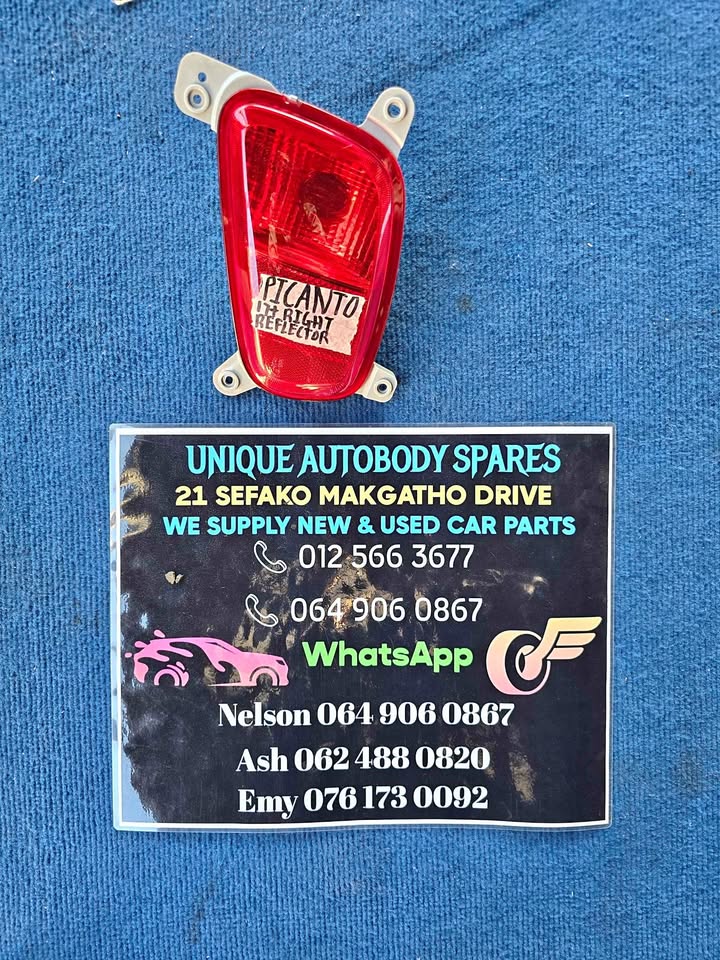 PICANTO
17+ RIGHT
REFLECTOR
UNIQUE AUTOBODY SPARES
21 SEFAKO MAKGATHO DRIVE
WE SUPPLY NEW & USED CAR PARTS
012 566 3677
064 906 0867
WhatsApp
Nelson 064 906 0867
Ash 062 488 0820
Emy 076 173 0092